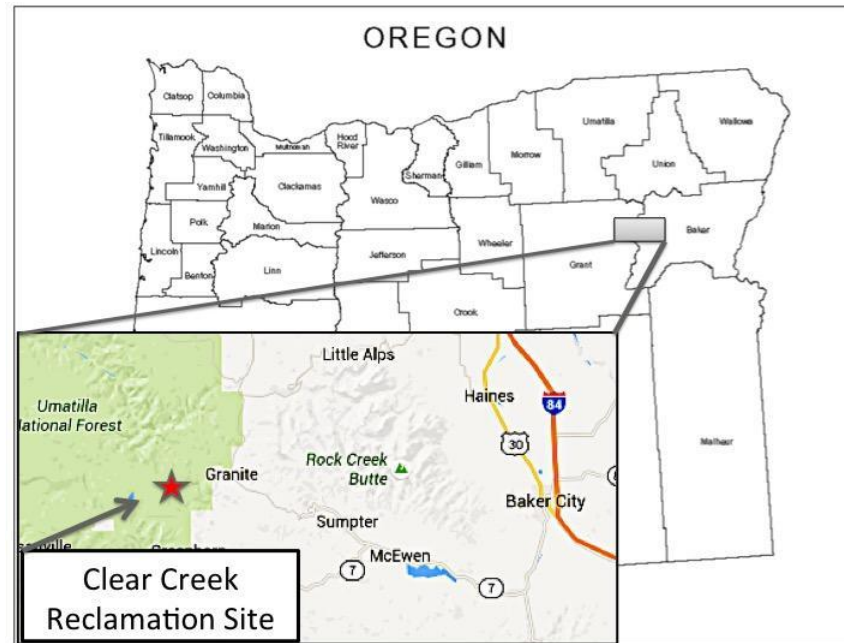 OREGON
Clatsop
Columbia
Tillamook
Washington
Multnomah
Hood
River
Umatilla
Wallowa
Union
Morrow
Gilliam
Sherman
Yamhill
Clackamas
Wasco
Polk
Marion
Lincoln
Benton
Linn
Jefferson
Wheeler
Grant
Baker
Crook
Malheur
Little Alps
Haines
84
30
Umatilla
National Forest
Granite
Rock Creek
Butte
Baker City
Sumpter
McEwen
7
7
Clear Creek
Reclamation Site